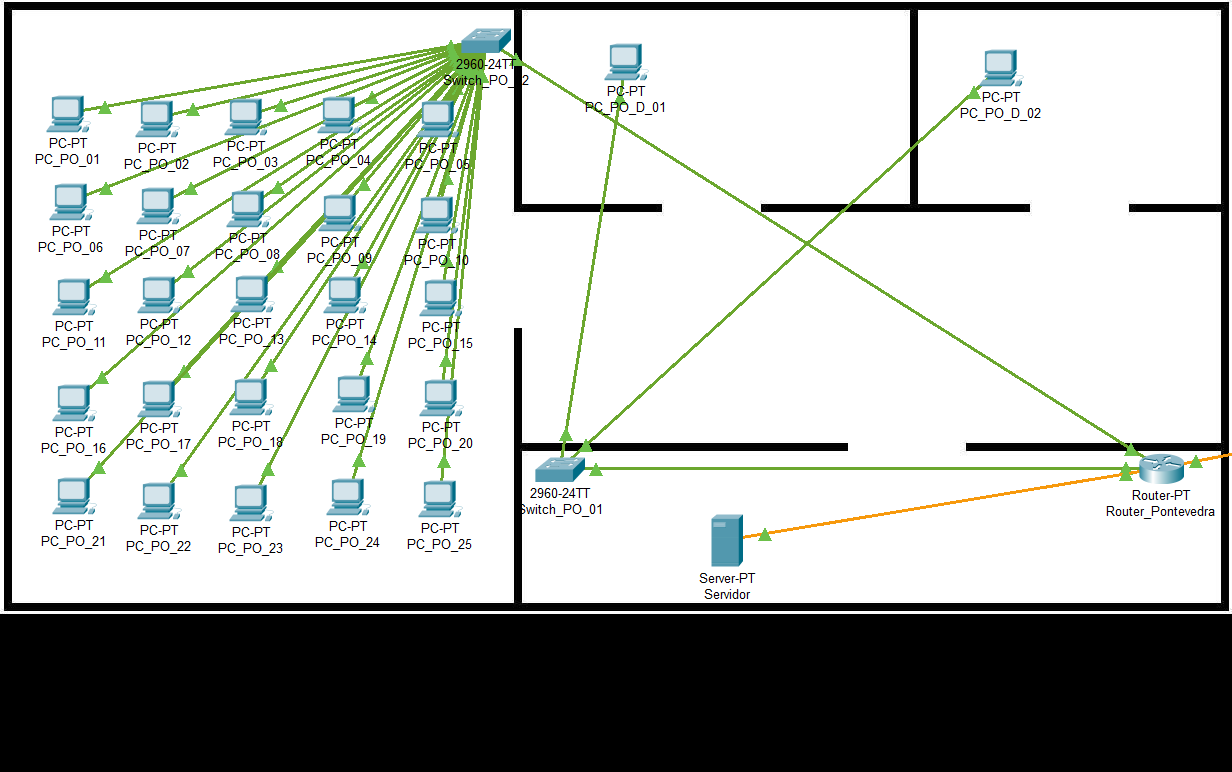 2960-24TT
Switch_PO_02
PC-PT
PC_PO_D_01
PC-PT
PC_PO_D_02
PC-PT
PC_PO_01
PC-PT
PC_PO_02
PC-PT
PC_PO_03
PC-PT
PC_PO_04
PC-PT
PC_PO_05
PC-PT
PC_PO_06
PC-PT
PC_PO_07
PC-PT
PC_PO_08
PC-PT
PC_PO_09
PC-PT
PC_PO_10
PC-PT
PC_PO_11
PC-PT
PC_PO_12
PC-PT
PC_PO_13
PC-PT
PC_PO_14
PC-PT
PC_PO_15
PC-PT
PC_PO_16
PC-PT
PC_PO_17
PC-PT
PC_PO_18
PC-PT
PC_PO_19
PC-PT
PC_PO_20
PC-PT
PC_PO_21
PC-PT
PC_PO_22
PC-PT
PC_PO_23
PC-PT
PC_PO_24
PC-PT
PC_PO_25
2960-24TT
Switch_PO_01
Router-PT
Router_Pontevedra
Server-PT
Servidor